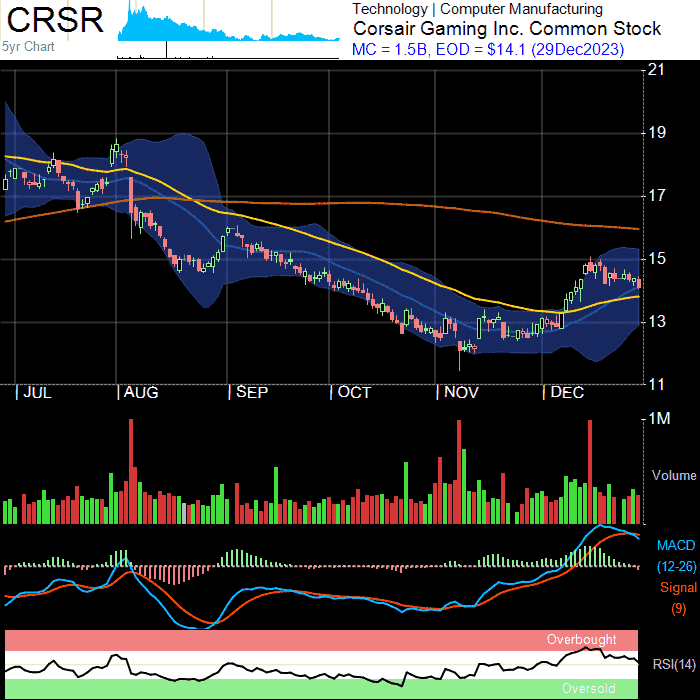 CRSR
5yr Chart
Technology | Computer Manufacturing
Corsair Gaming Inc. Common Stock
MC = 1.5B, EOD = $14.1 (29Dec2023)
21
19
17
15
13
11
JUL AUG SEP OCT NOV DEC
1M
Volume
MACD
(12-26)
Signal
(9)
Overbought
RSI(14)
Oversold